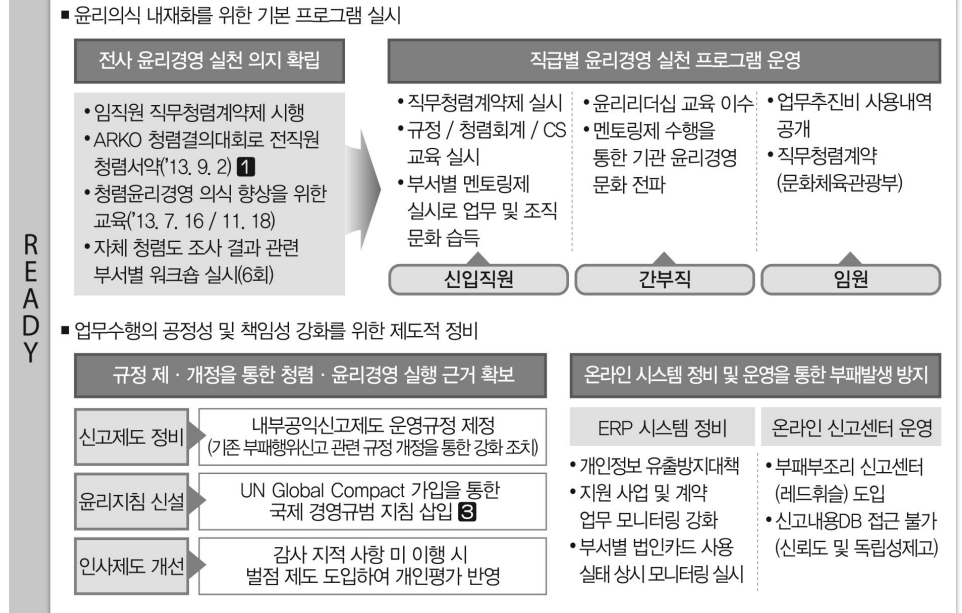 READY
■ 윤리의식 내재화를 위한 기본 프로그램 실시
전사 윤리경영 실천 의지 확립
• 임직원 직무청렴계약제 시행
• ARKO 청렴결의대회로 전직원
청렴서약('13. 9. 2) 1
• 청렴윤리경영 의식 향상을 위한
교육('13. 7. 16 / 11. 18)
• 자체 청렴도 조사 결과 관련
부서별 워크숍 실시(6회)
직급별 윤리경영 실천 프로그램 운영
• 직무청렴계약제 실시
• 규정 / 청렴회계 / CS
교육 실시
• 부서별 멘토링제
실시로 업무 및 조직
문화 습득
신입직원
• 윤리리더십 교육 이수
• 멘토링제 수행을
통한 기관 윤리경영
문화 전파
간부직
• 업무추진비 사용내역
공개
• 직무청렴계약
(문화체육관광부)
임원
■ 업무수행의 공정성 및 책임성 강화를 위한 제도적 정비
규정 제 · 개정을 통한 청렴 · 윤리경영 실행 근거 확보
신고제도 정비
내부공익신고제도 운영규정 제정
(기존 부패행위신고 관련 규정 개정을 통한 강화 조치)
윤리지침 신설
UN Global Compact 가입을 통한
국제 경영규범 지침 삽입 3
인사제도 개선
감사 지적 사항 미 이행 시
벌점 제도 도입하여 개인평가 반영
온라인 시스템 정비 및 운영을 통한 부패발생 방지
ERP 시스템 정비
• 개인정보 유출방지대책
• 지원 사업 및 계약
업무 모니터링 강화
• 부서별 법인카드 사용
실태 상시 모니터링 실시
온라인 신고센터 운영
• 부패부조리 신고센터
(레드휘슬) 도입
• 신고내용DB 접근 불가
(신뢰도 및 독립성제고)